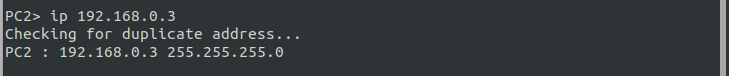 PC2> ip 192.168.0.3
Checking for duplicate address...
PC2 : 192.168.0.3 255.255.255.0